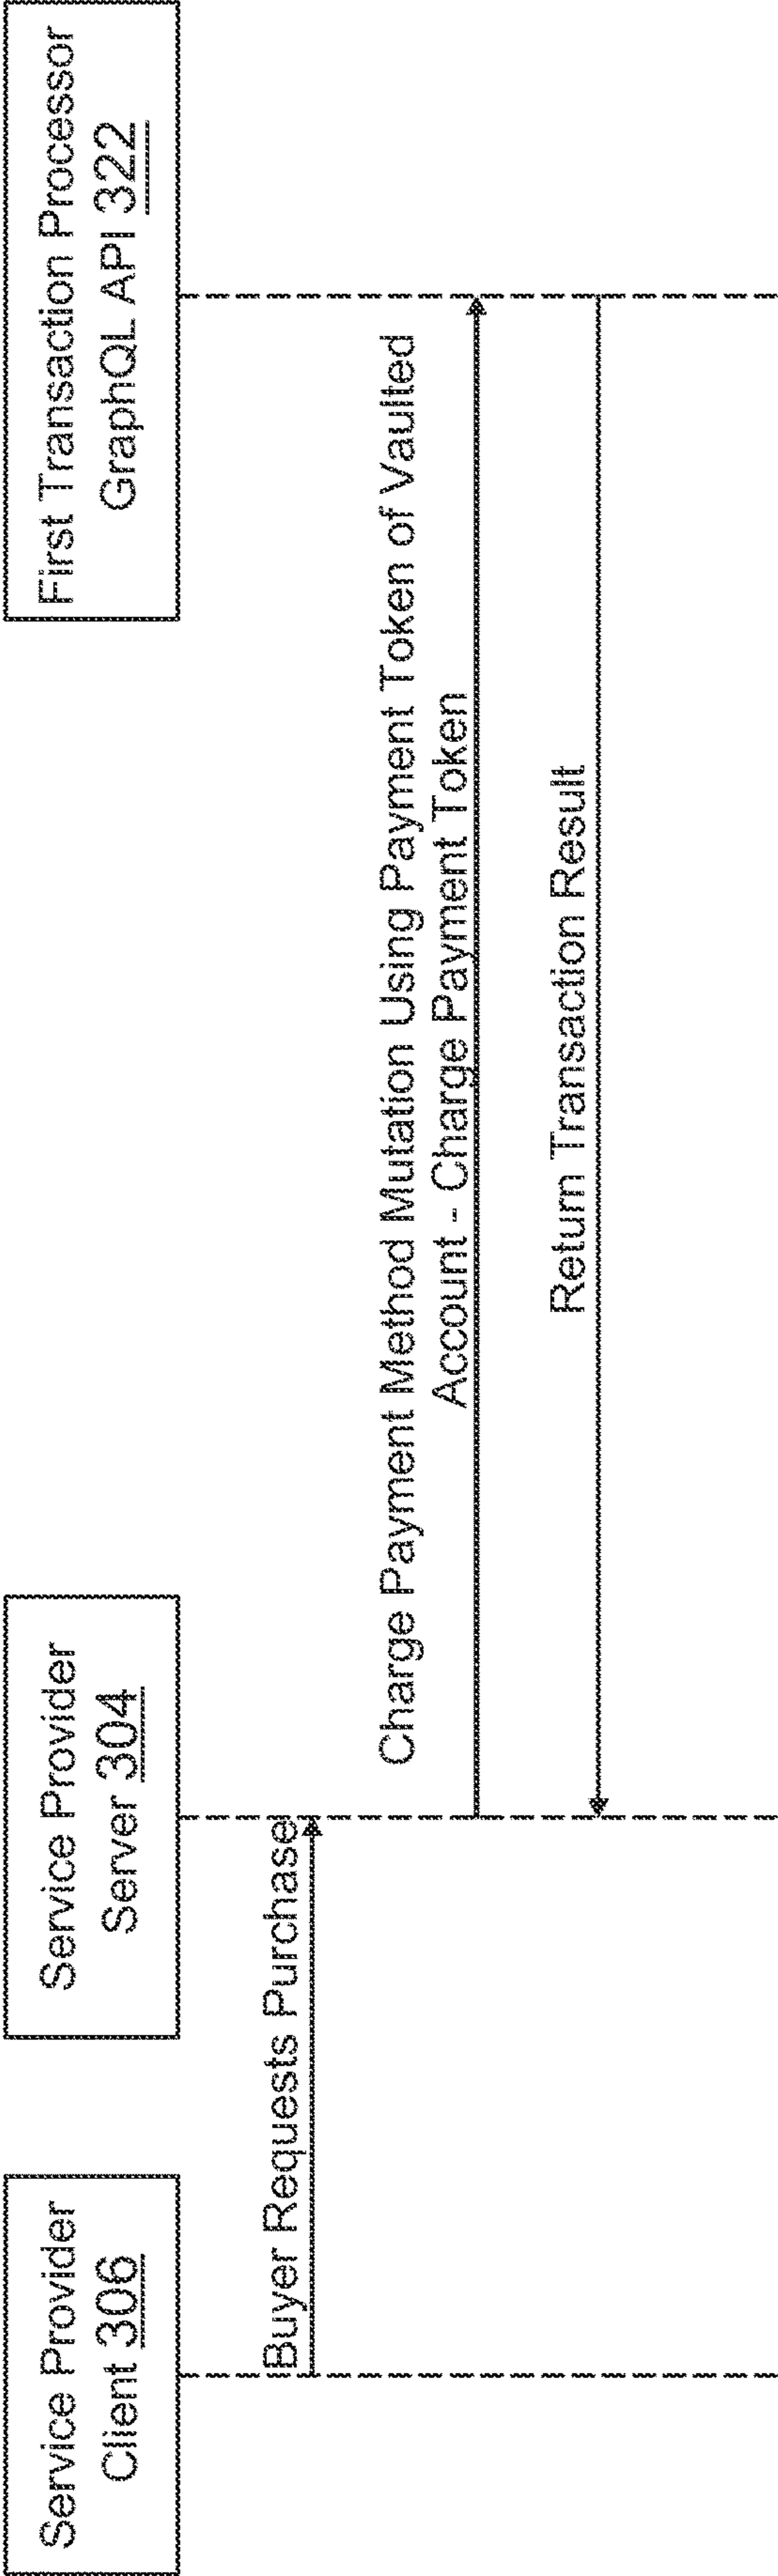 Service Provider
Client 306
Service Provider
Server 304
First Transaction Processor
GraphQL API 322
Buyer Requests Purchase
Charge Payment Method Mutation Using Payment Token of Vaulted
Account - Charge Payment Token
Return Transaction Result